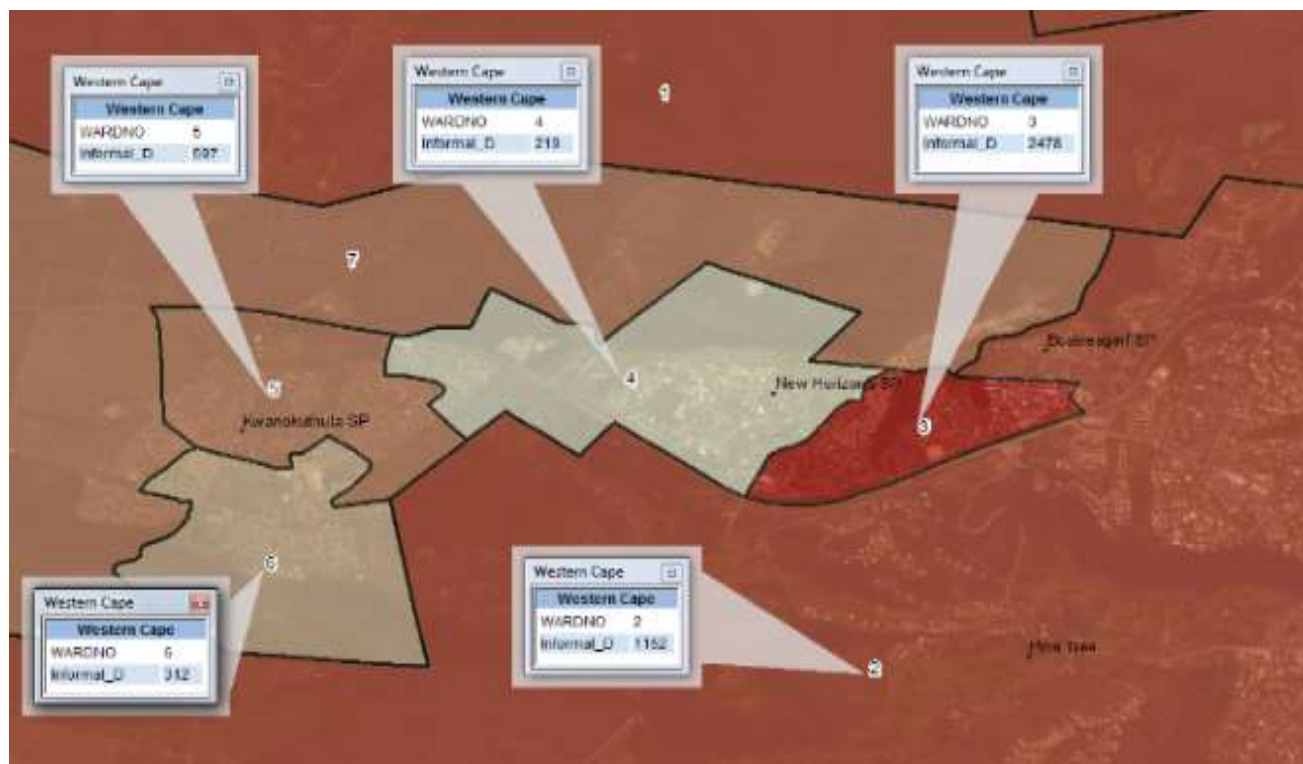 Western Cape
Western Cape
WARDNO 5
Informal_D 597
Western Cape
Western Cape
WARDNO 4
Informal_D 219
Western Cape
Western Cape
WARDNO 3
Informal_D 2478
1
7
5
4
3
Kwanokuthula SP
New Horizons SP
SP
6
2
Western Cape
Western Cape
WARDNO 6
Informal_D 312
Western Cape
Western Cape
WARDNO 2
Informal_D 1152
Pine Tree